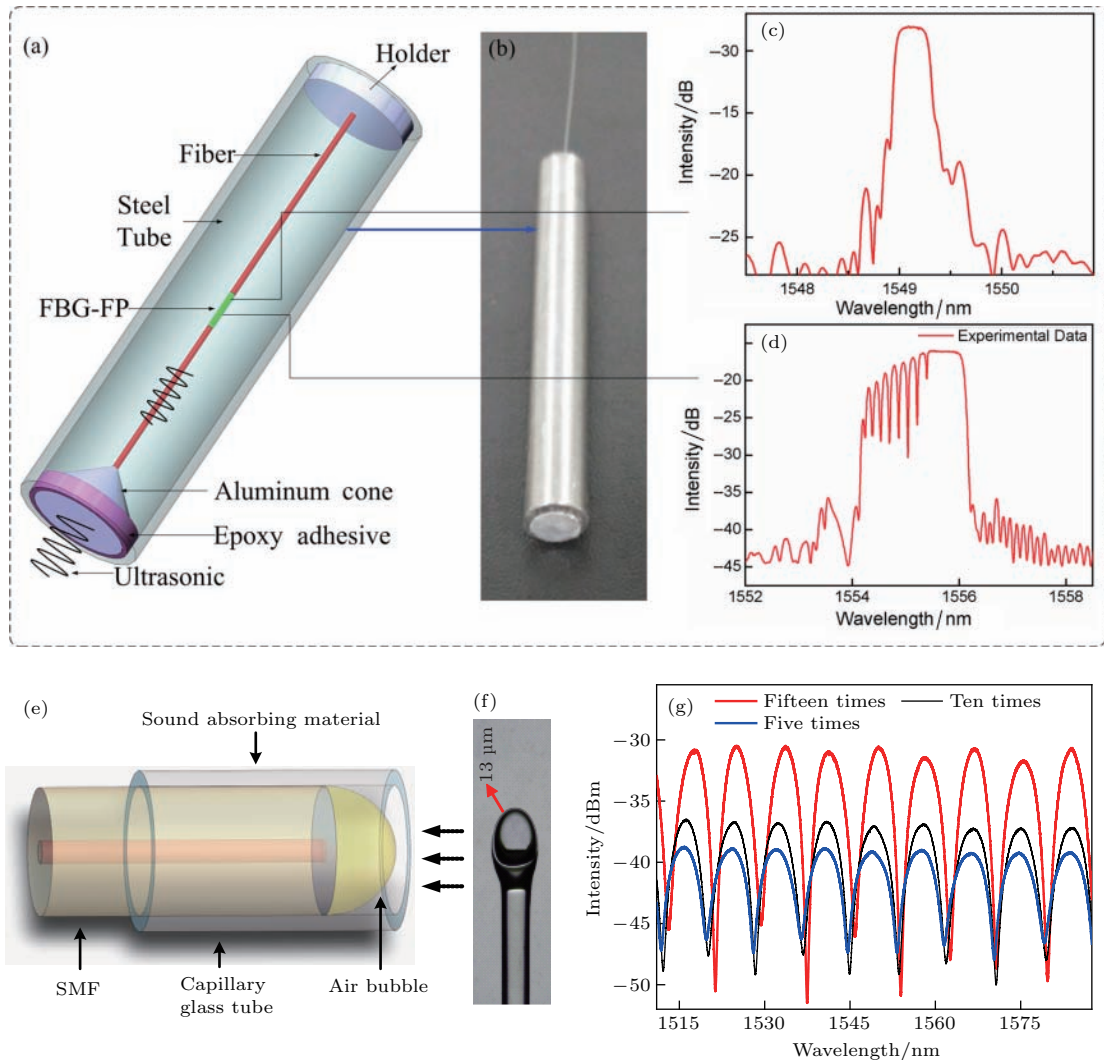 (a)
Holder
Fiber
Steel
Tube
FBG-FP
Aluminum cone
Epoxy adhesive
Ultrasonic
(b)
(c)
Intensity/dB
−30
−15
−20
−25
1548
1549
1550
Wavelength/nm
(d)
Experimental Data
Intensity/dB
−20
−25
−30
−35
−40
−45
1552
1554
1556
1558
Wavelength/nm
(e)
Sound absorbing material
SMF
Capillary
glass tube
Air bubble
(f)
13 μm
(g)
Fifteen times
Ten times
Five times
Intensity/dBm
−30
−35
−40
−45
−50
1515
1530
1545
1560
1575
Wavelength/nm